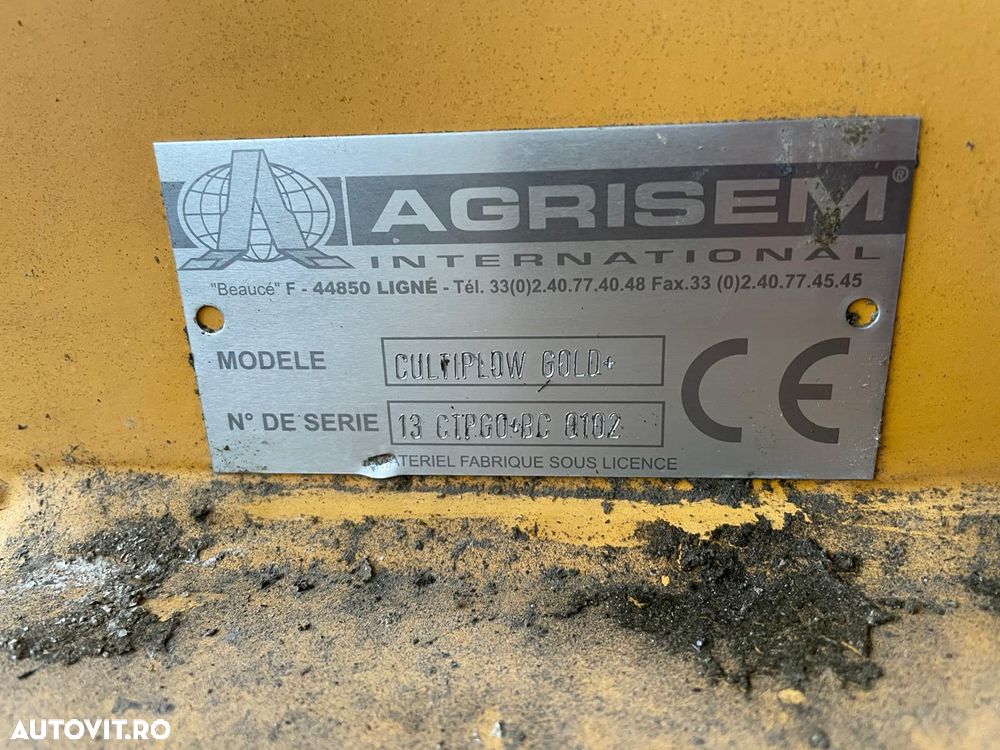 AGRISEM®
INTERNATIONAL
"Beaucé" F - 44850 LIGNÉ - Tél. 33(0)2.40.77.40.48 Fax.33 (0)2.40.77.45.45
MODELE CULTIPLOW GOLD+
N° DE SERIE 13 CTPGO+BC 0102
MATERIEL FABRIQUE SOUS LICENCE
CE
AUTOVIT.RO